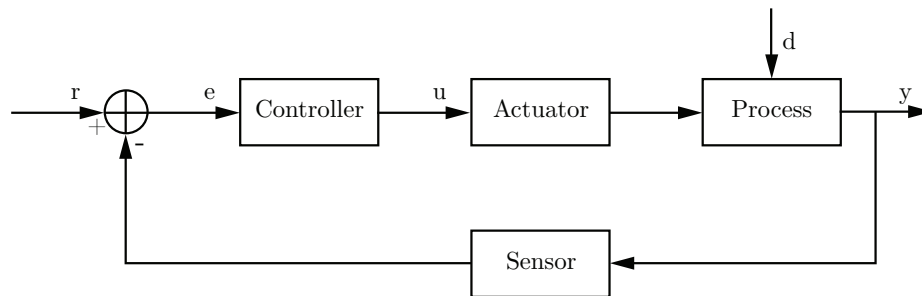 d
r
e
u
y
Controller
Actuator
Process
+
-
Sensor